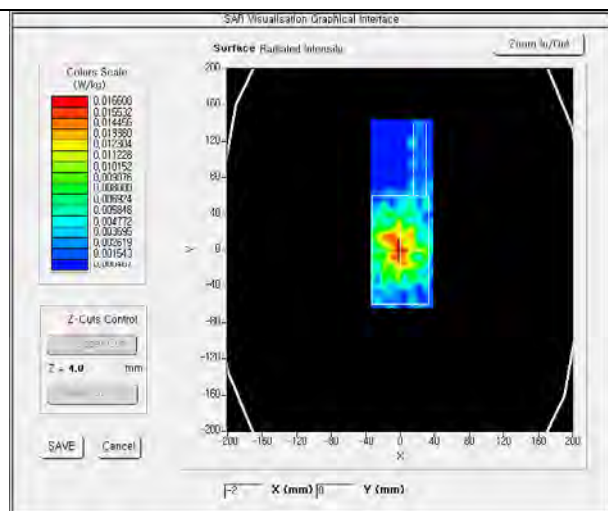 SAR Visualisation Graphical Interface
Surface Radiated Intensity
Zoom In/Out
Colors Scale
(W/kg)
0.016608
0.015532
0.014456
0.013380
0.012304
0.011228
0.010152
0.009076
0.008000
0.006924
0.005848
0.004772
0.003695
0.002619
0.001543
0.000467
Z-Cuts Control
Z = 4.0 mm
SAVE
Cancel
200
160
120
80
40
0
-40
-80
-120
-160
-200
Y
-200 -160 -120 -80 -40 0 40 80 120 160 200
X
-2 X (mm) 0 Y (mm)